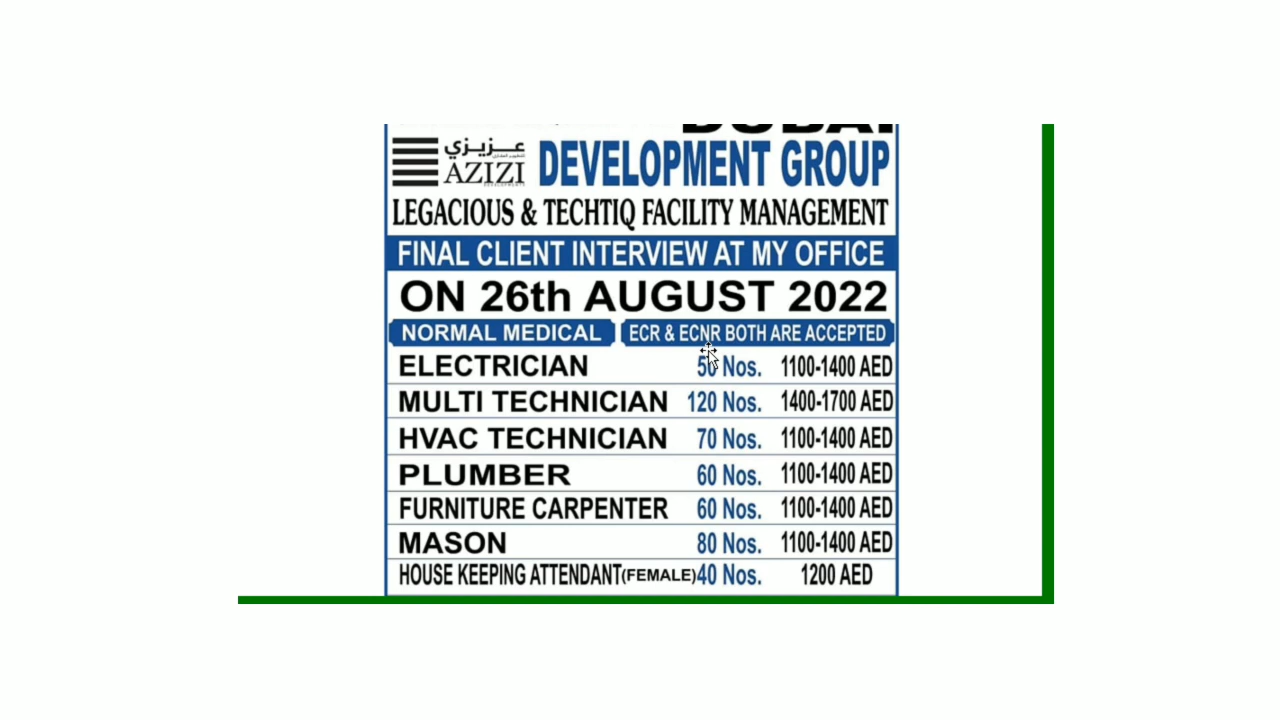 DUBAI
عـزيـزي
AZIZI
DEVELOPMENT GROUP
LEGACIOUS & TECHTIQ FACILITY MANAGEMENT
FINAL CLIENT INTERVIEW AT MY OFFICE
ON 26th AUGUST 2022
NORMAL MEDICAL ECR & ECNR BOTH ARE ACCEPTED
ELECTRICIAN 50 Nos. 1100-1400 AED
MULTI TECHNICIAN 120 Nos. 1400-1700 AED
HVAC TECHNICIAN 70 Nos. 1100-1400 AED
PLUMBER 60 Nos. 1100-1400 AED
FURNITURE CARPENTER 60 Nos. 1100-1400 AED
MASON 80 Nos. 1100-1400 AED
HOUSE KEEPING ATTENDANT(FEMALE) 40 Nos. 1200 AED